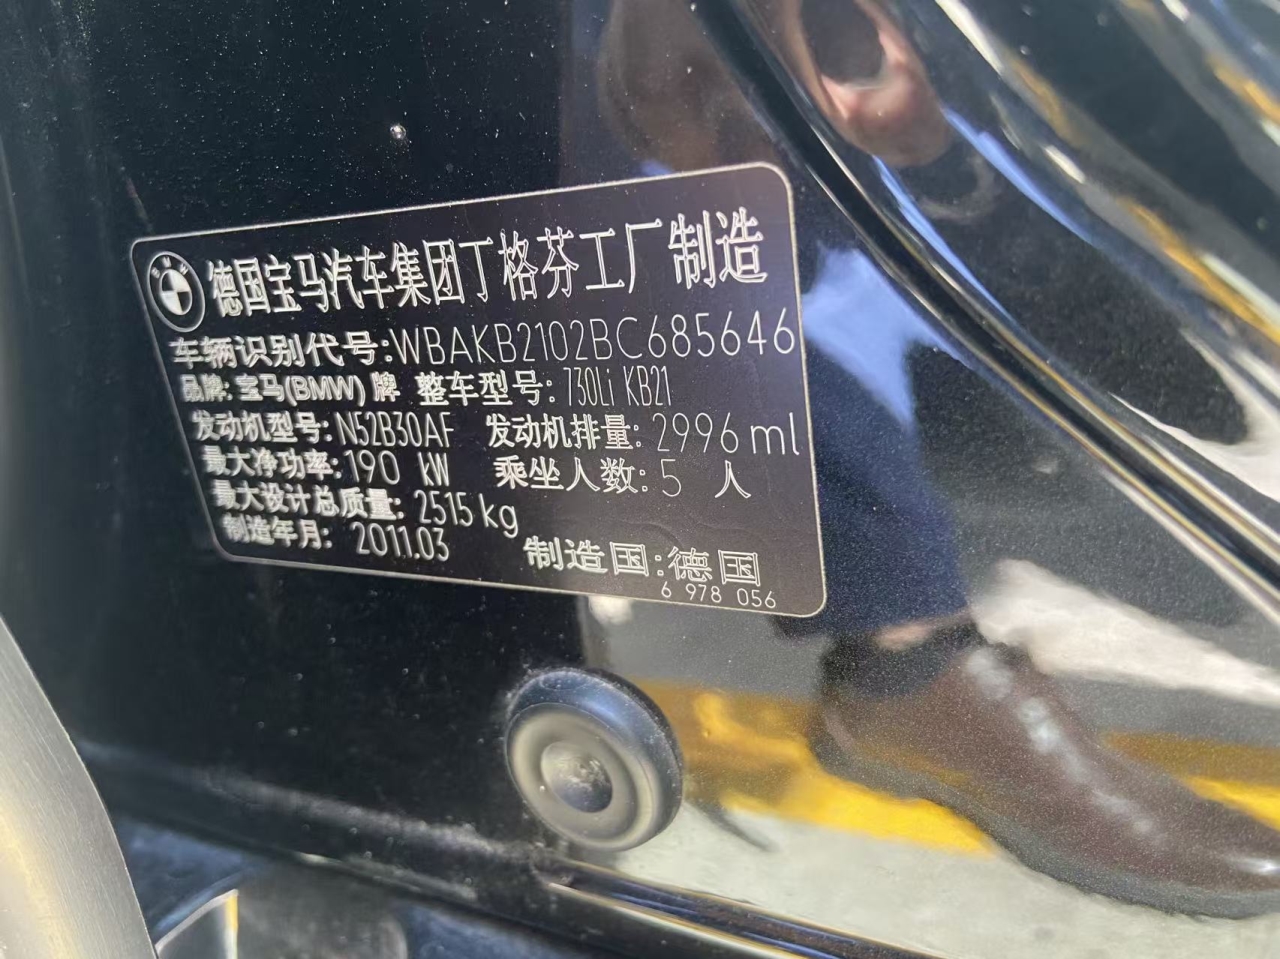 德国宝马汽车集团丁格芬工厂制造
车辆识别代号:WBAKB2102BC685646
品牌:宝马(BMW)牌 整车型号:730Li KB21
发动机型号:N52B30AF 发动机排量:2996ml
最大净功率:190 kW 乘坐人数:5 人
最大设计总质量:2515kg
制造年月:2011.03 制造国:德国
6 978 056